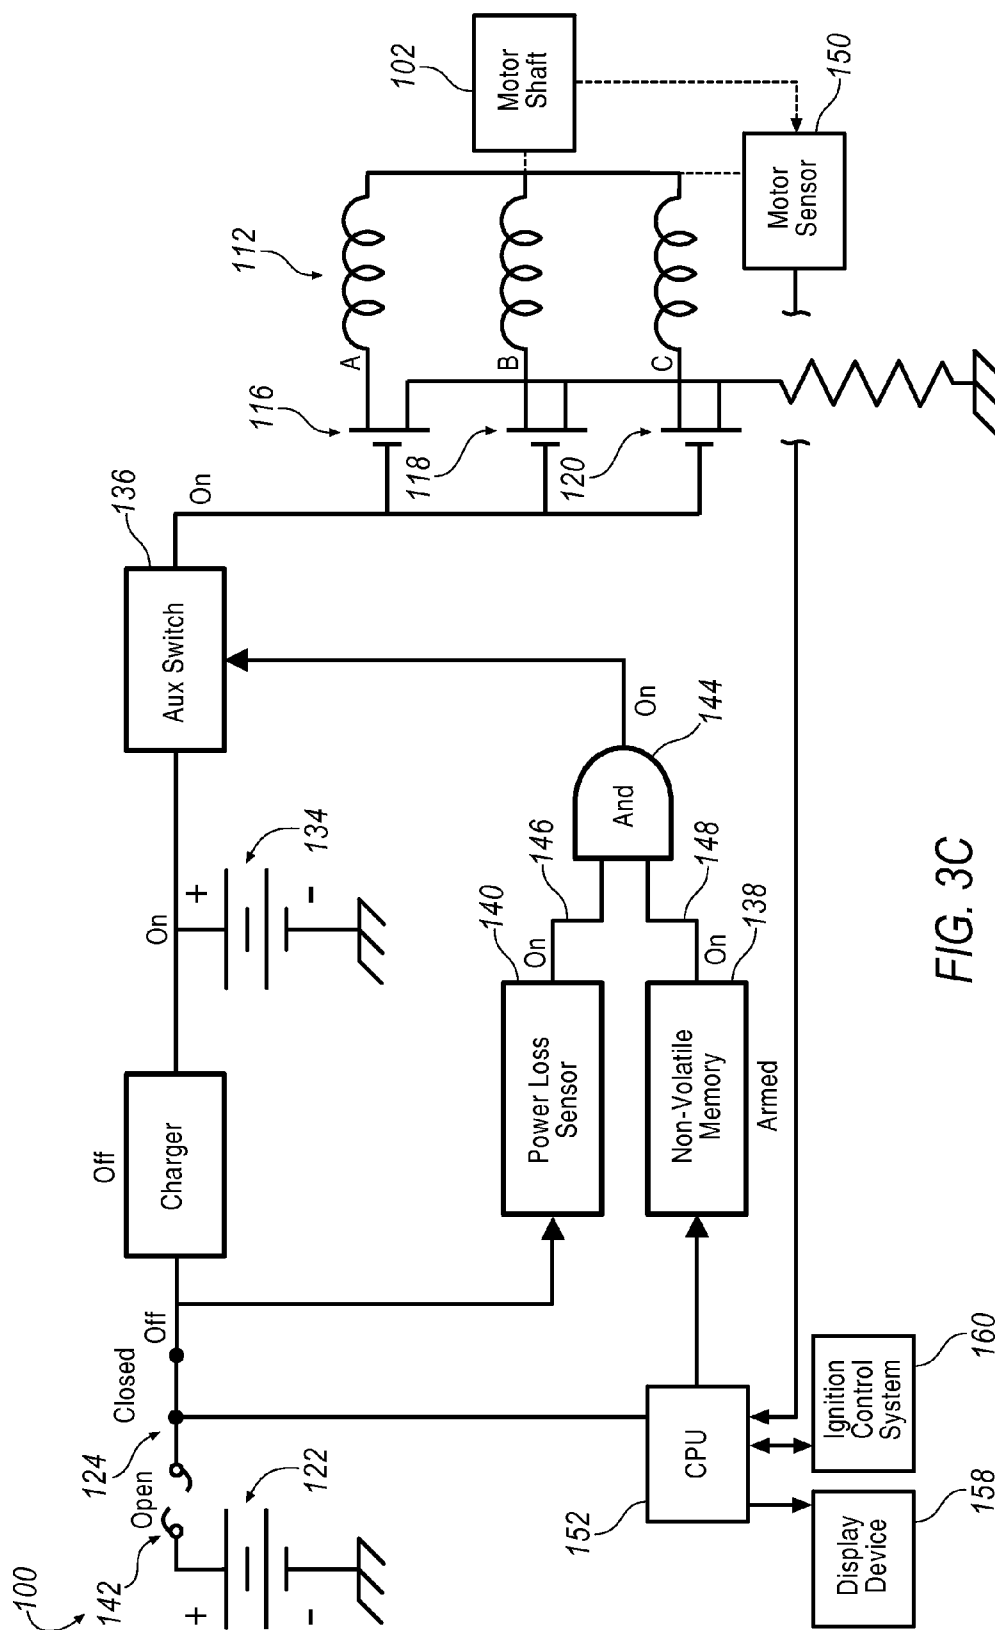 100
142
Open
124
Closed
Off
+
-
122
Off
Charger
On
+
-
134
Aux Switch
136
On
116
118
120
112
A
B
C
Motor
Shaft
102
Motor
Sensor
150
Power Loss
Sensor
140
On
146
And
144
On
148
Non-Volatile
Memory
138
On
Armed
CPU
152
Display
Device
158
Ignition
Control
System
160
FIG. 3C